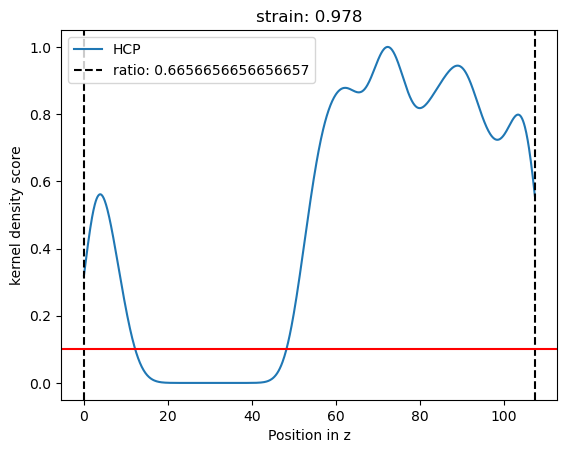 strain: 0.978
HCP
ratio: 0.6656656656656657
kernel density score
1.0
0.8
0.6
0.4
0.2
0.0
0 20 40 60 80 100
Position in z